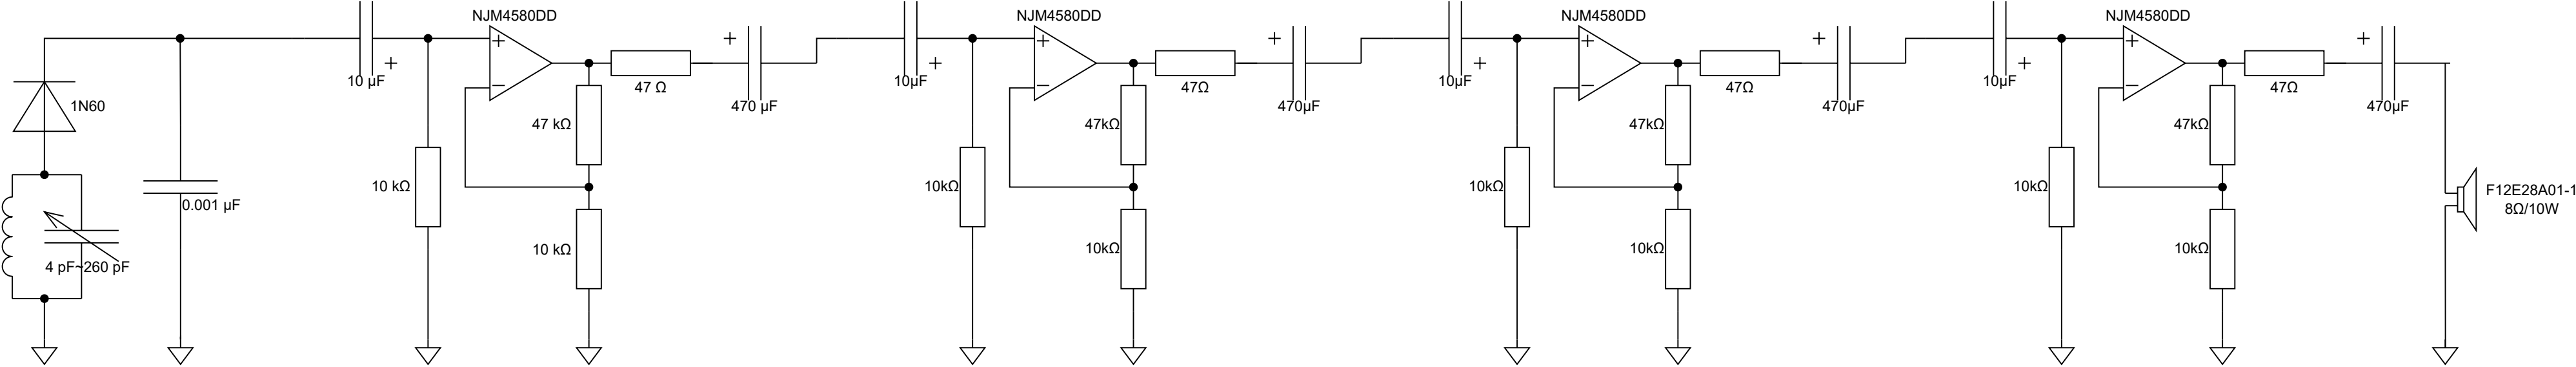 NJM4580DD
NJM4580DD
NJM4580DD
NJM4580DD
+
+
+
+
+
+
+
+
+
+
+
+
10 µF
−
47 Ω
470 µF
10µF
−
47Ω
470µF
10µF
−
47Ω
470µF
10µF
−
47Ω
470µF
1N60
47 kΩ
47kΩ
47kΩ
47kΩ
10 kΩ
10kΩ
10kΩ
10kΩ
0.001 µF
F12E28A01-1
8Ω/10W
4 pF~260 pF
10 kΩ
10kΩ
10kΩ
10kΩ